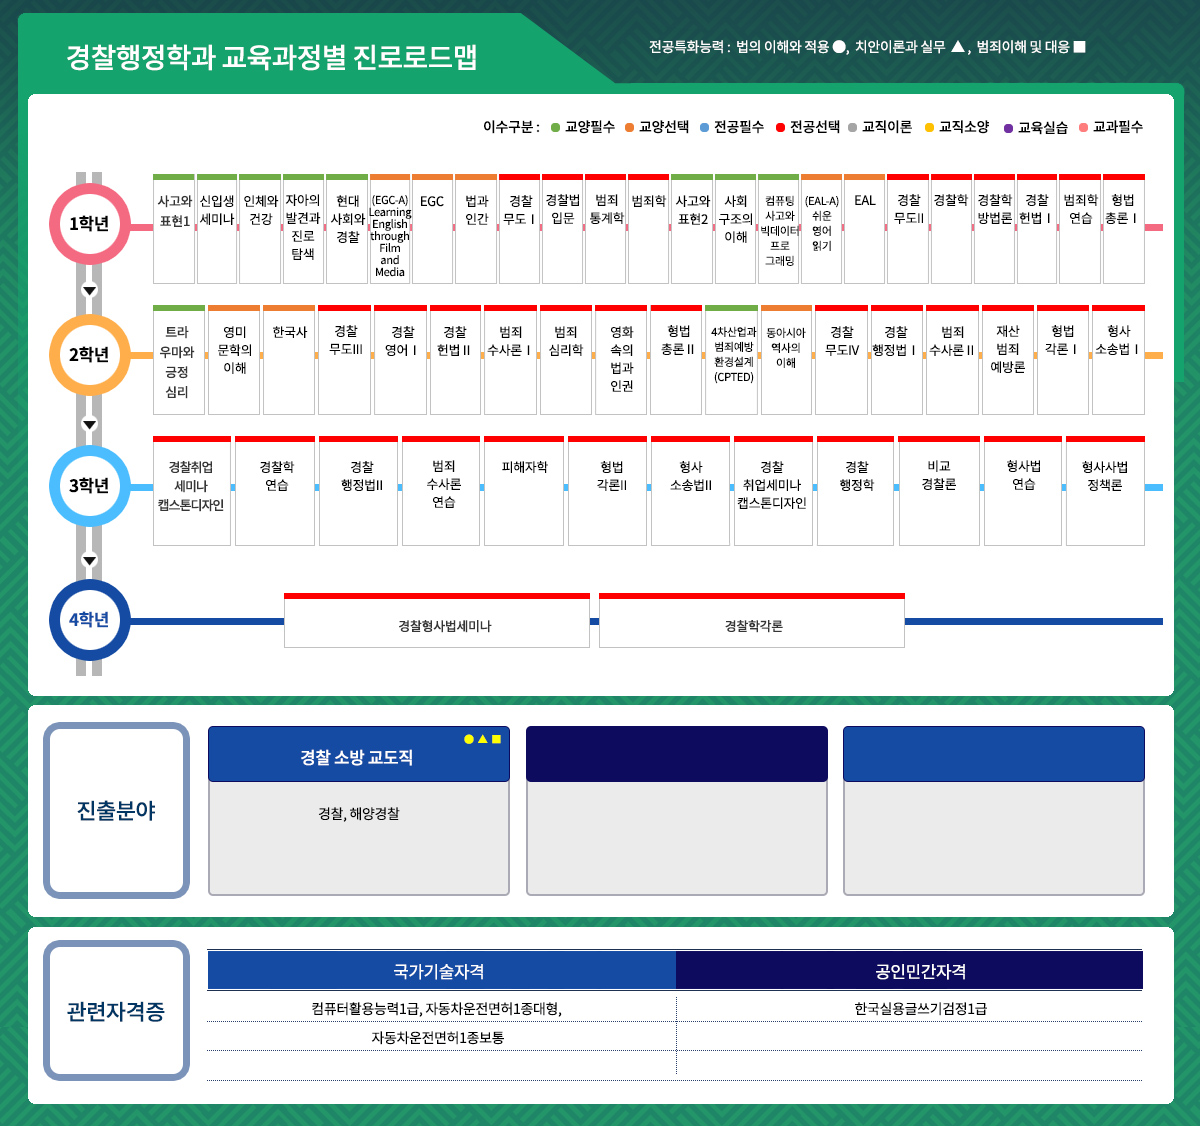 경찰행정학과 교육과정별 진로로드맵
전공특화능력 : 법의 이해와 적용 ●, 치안이론과 실무 ▲, 범죄이해 및 대응 ■
이수구분 : 교양필수 교양선택 전공필수 전공선택 교직이론 교직소양 교육실습 교과필수
1학년
사고와
표현1
신입생
세미나
인체와
건강
자아의
발견과
진로
탐색
현대
사회와
경찰
(EGC-A)
Learning
English
through
Film
and
Media
EGC
법과
인간
경찰
무도 I
경찰법
입문
범죄
통계학
범죄학
사고와
표현2
사회
구조의
이해
컴퓨팅
사고와
빅데이터
프로
그래밍
(EAL-A)
쉬운
영어
읽기
EAL
경찰
무도II
경찰학
경찰학
방법론
경찰
헌법 I
범죄학
연습
형법
총론 I
2학년
트라
우마와
긍정
심리
영미
문학의
이해
한국사
경찰
무도III
경찰
영어 I
경찰
헌법 II
범죄
수사론 I
범죄
심리학
영화
속의
법과
인권
형법
총론 II
4차산업과
범죄예방
환경설계
(CPTED)
동아시아
역사의
이해
경찰
무도IV
경찰
행정법 I
범죄
수사론 II
재산
범죄
예방론
형법
각론 I
형사
소송법 I
3학년
경찰취업
세미나
캡스톤디자인
경찰학
연습
경찰
행정법II
범죄
수사론
연습
피해자학
형법
각론II
형사
소송법II
경찰
취업세미나
캡스톤디자인
경찰
행정학
비교
경찰론
형사법
연습
형사사법
정책론
4학년
경찰형사법세미나
경찰학각론
진출분야
● ▲ ■
경찰 소방 교도직
경찰, 해양경찰
관련자격증
국가기술자격
공인민간자격
컴퓨터활용능력1급, 자동차운전면허1종대형,
한국실용글쓰기검정1급
자동차운전면허1종보통